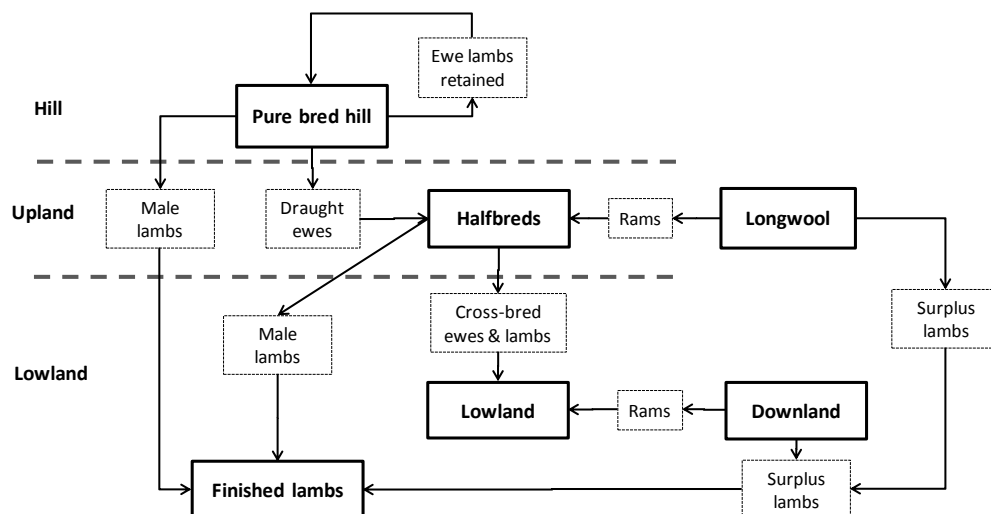 Ewe lambs
retained
Hill
Pure bred hill
Upland
Male
lambs
Draught
ewes
Halfbreds
Rams
Longwool
Cross-bred
ewes & lambs
Surplus
lambs
Male
lambs
Lowland
Lowland
Rams
Downland
Finished lambs
Surplus
lambs